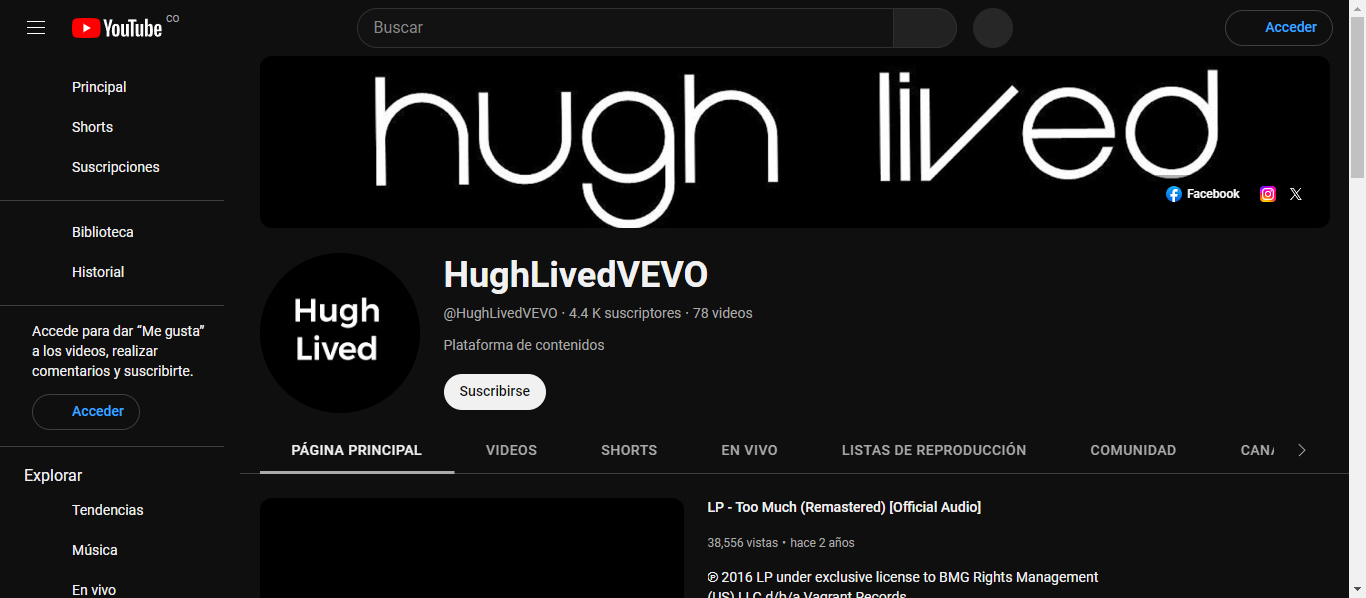 YouTube CO
Buscar
Acceder
Principal
Shorts
Suscripciones
Biblioteca
Historial
Accede para dar “Me gusta”
a los videos, realizar
comentarios y suscribirte.
Acceder
Explorar
Tendencias
Música
En vivo
hugh lived
Facebook
Hugh
Lived
HughLivedVEVO
@HughLivedVEVO · 4.4 K suscriptores · 78 videos
Plataforma de contenidos
Suscribirse
PÁGINA PRINCIPAL VIDEOS SHORTS EN VIVO LISTAS DE REPRODUCCIÓN COMUNIDAD
LP - Too Much (Remastered) [Official Audio]
38,556 vistas • hace 2 años
℗ 2016 LP under exclusive license to BMG Rights Management
(US) LLC d/b/a Vagrant Records